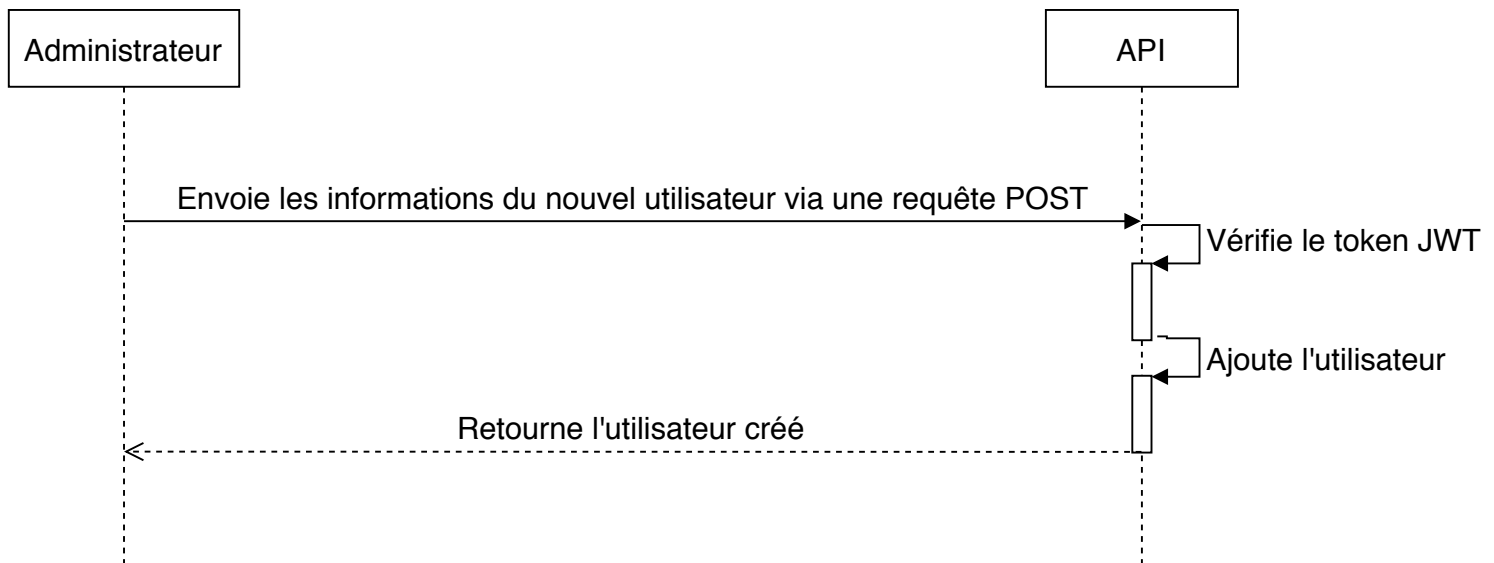 Administrateur
API
Envoie les informations du nouvel utilisateur via une requête POST
Vérifie le token JWT
Ajoute l'utilisateur
Retourne l'utilisateur créé